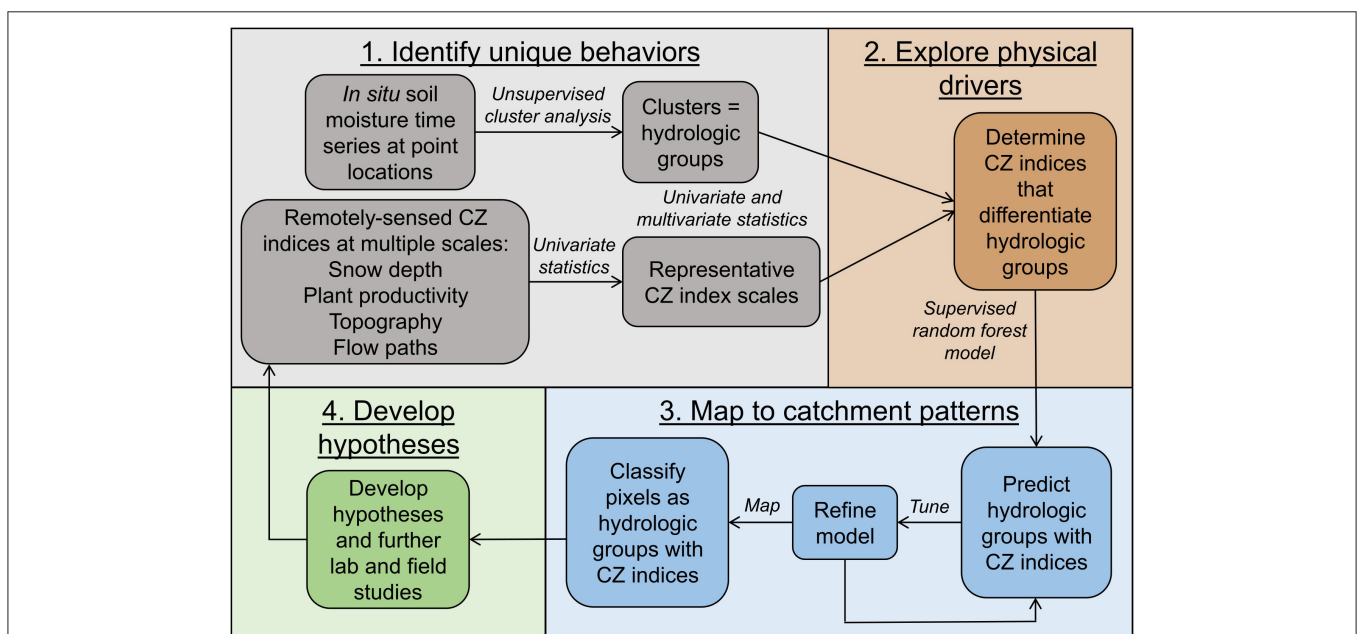 1. Identify unique behaviors
In situ soil
moisture time
series at point
locations
Unsupervised
cluster analysis
Clusters =
hydrologic
groups
Remotely-sensed CZ
indices at multiple scales:
Snow depth
Plant productivity
Topography
Flow paths
Univariate
statistics
Univariate and
multivariate statistics
Representative
CZ index scales
2. Explore physical
drivers
Determine
CZ indices
that
differentiate
hydrologic
groups
Supervised
random forest
model
3. Map to catchment patterns
Predict
hydrologic
groups with
CZ indices
Tune
Refine
model
Map
Classify
pixels as
hydrologic
groups with
CZ indices
4. Develop
hypotheses
Develop
hypotheses
and further
lab and field
studies